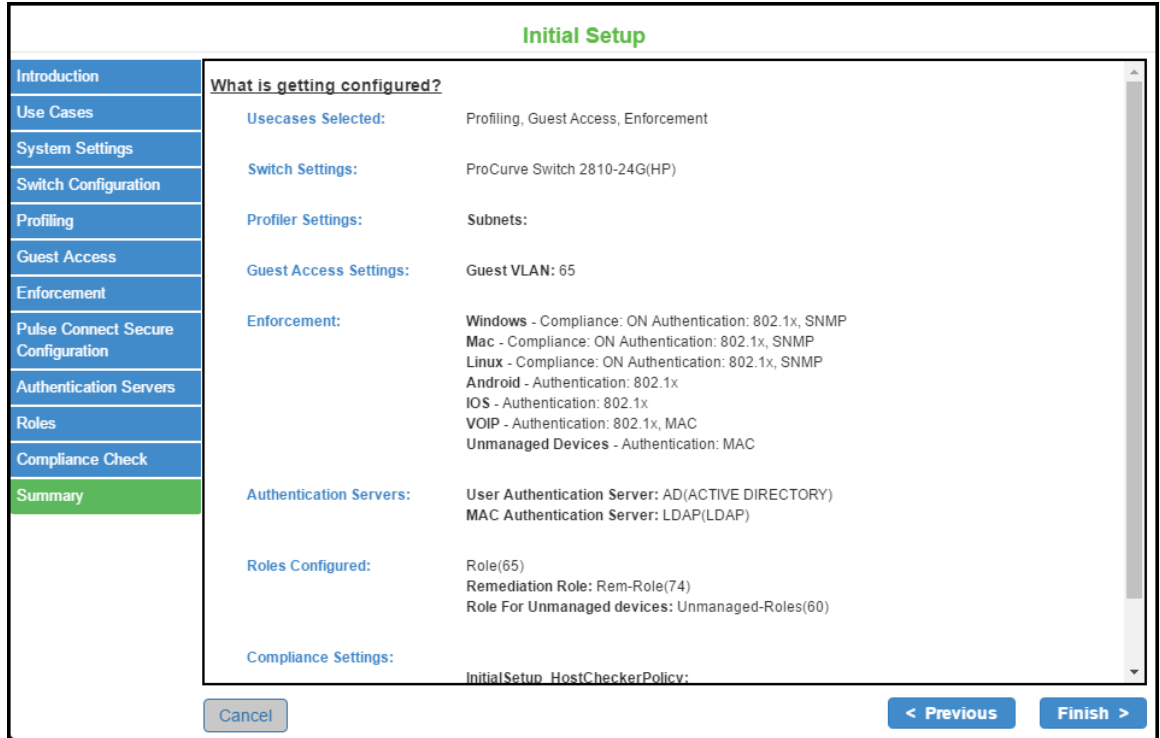 Initial Setup
Introduction
Use Cases
System Settings
Switch Configuration
Profiling
Guest Access
Enforcement
Pulse Connect Secure
Configuration
Authentication Servers
Roles
Compliance Check
Summary
What is getting configured?
Usecases Selected: Profiling, Guest Access, Enforcement
Switch Settings: ProCurve Switch 2810-24G(HP)
Profiler Settings: Subnets:
Guest Access Settings: Guest VLAN: 65
Enforcement: Windows - Compliance: ON Authentication: 802.1x, SNMP
Mac - Compliance: ON Authentication: 802.1x, SNMP
Linux - Compliance: ON Authentication: 802.1x, SNMP
Android - Authentication: 802.1x
IOS - Authentication: 802.1x
VOIP - Authentication: 802.1x, MAC
Unmanaged Devices - Authentication: MAC
Authentication Servers: User Authentication Server: AD(ACTIVE DIRECTORY)
MAC Authentication Server: LDAP(LDAP)
Roles Configured: Role(65)
Remediation Role: Rem-Role(74)
Role For Unmanaged devices: Unmanaged-Roles(60)
Compliance Settings:
InitialSetup_HostCheckerPolicy:
Cancel
< Previous
Finish >